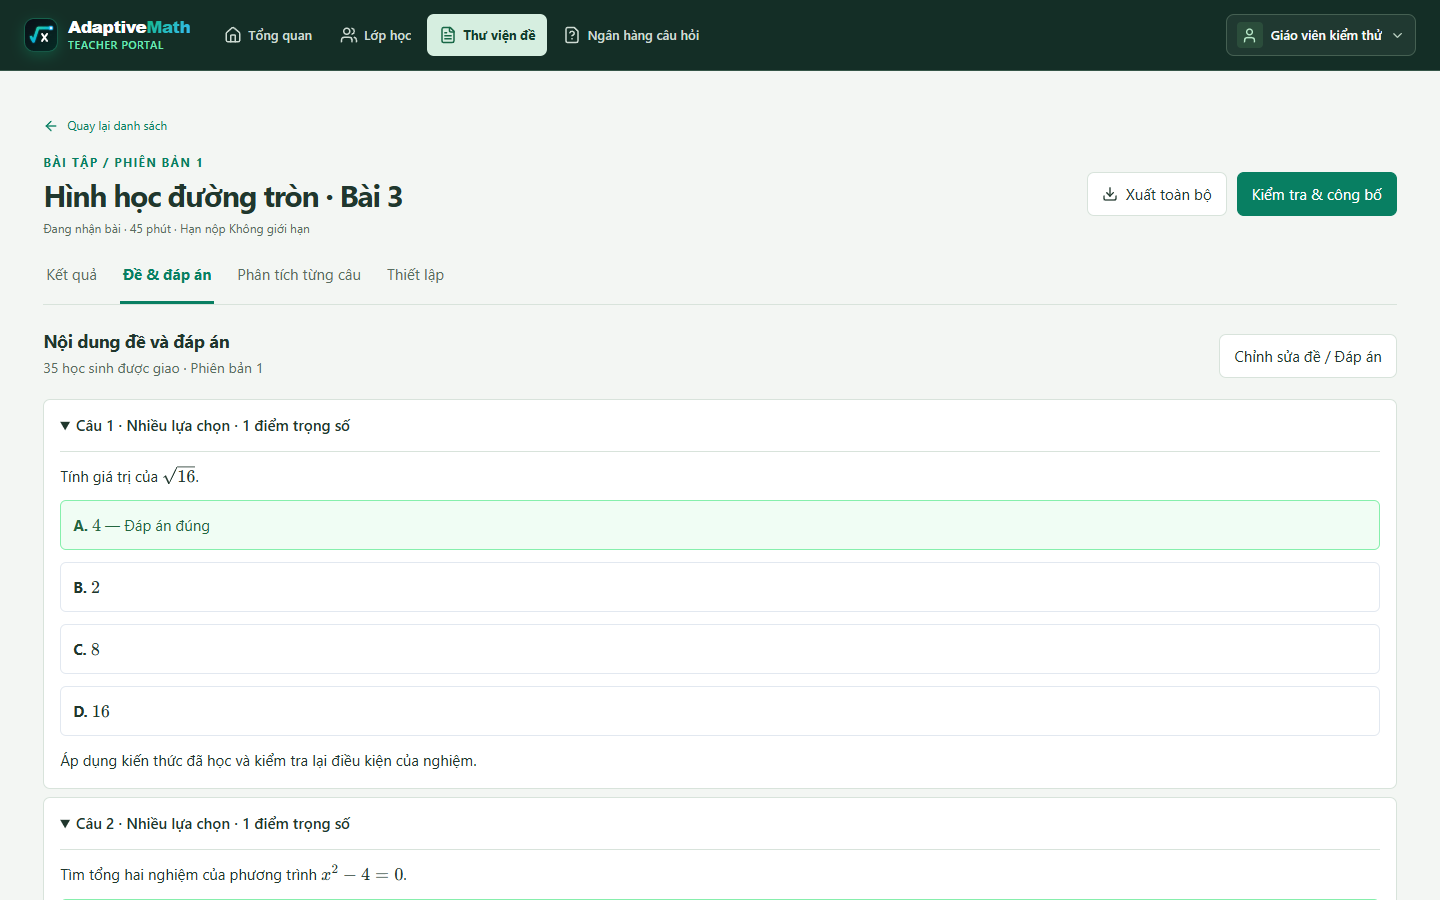 AdaptiveMath
TEACHER PORTAL
Tổng quan
Lớp học
Thư viện đề
Ngân hàng câu hỏi
Giáo viên kiểm thử
Quay lại danh sách
BÀI TẬP / PHIÊN BẢN 1
Hình học đường tròn · Bài 3
Đang nhận bài · 45 phút · Hạn nộp Không giới hạn
Xuất toàn bộ
Kiểm tra & công bố
Kết quả
Đề & đáp án
Phân tích từng câu
Thiết lập
Nội dung đề và đáp án
35 học sinh được giao · Phiên bản 1
Chỉnh sửa đề / Đáp án
▼ Câu 1 · Nhiều lựa chọn · 1 điểm trọng số
Tính giá trị của √16.
A. 4 — Đáp án đúng
B. 2
C. 8
D. 16
Áp dụng kiến thức đã học và kiểm tra lại điều kiện của nghiệm.
▼ Câu 2 · Nhiều lựa chọn · 1 điểm trọng số
Tìm tổng hai nghiệm của phương trình x² − 4 = 0.